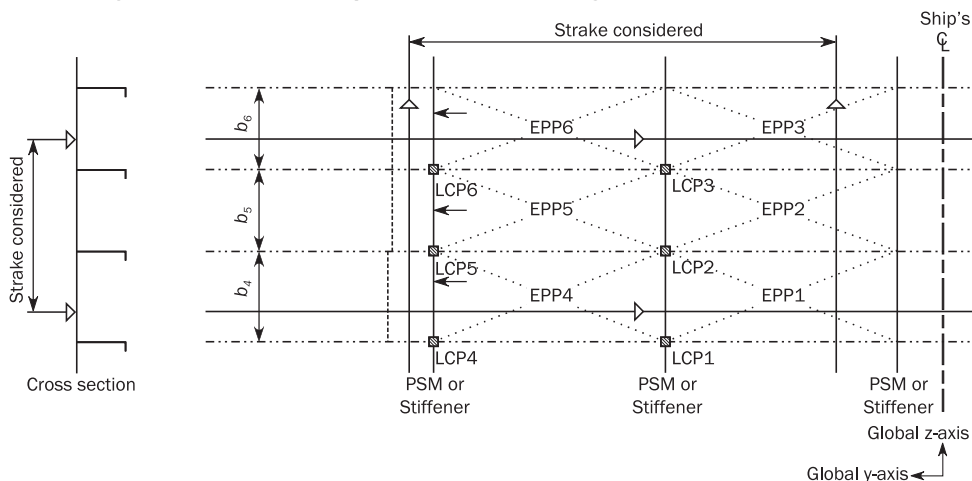 Ship's
℄
Strake considered
b6
EPP6
EPP3
LCP6
LCP3
Strake considered
b5
EPP5
EPP2
LCP5
LCP2
b4
EPP4
EPP1
LCP4
LCP1
Cross section
PSM or
Stiffener
PSM or
Stiffener
PSM or
Stiffener
Global z-axis
Global y-axis